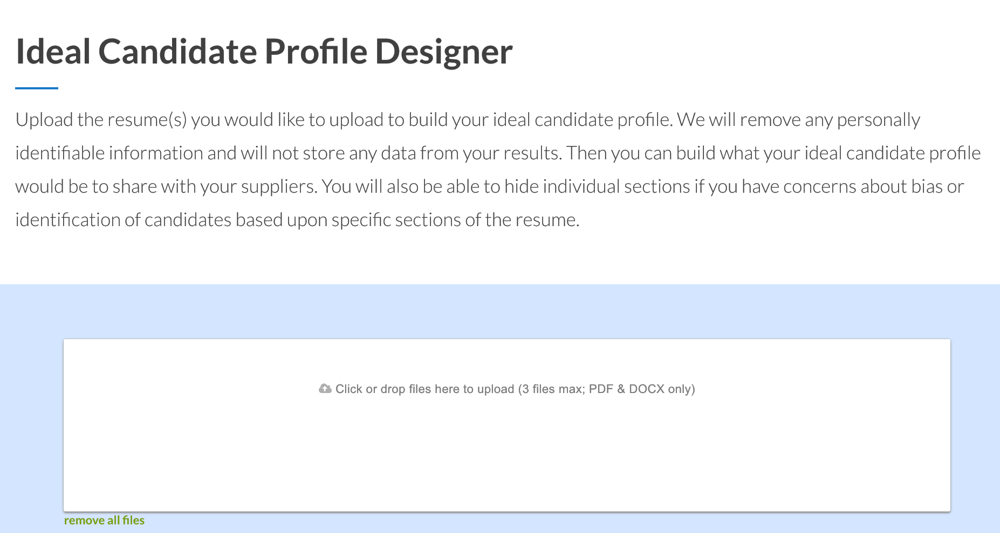 Ideal Candidate Profile Designer
Upload the resume(s) you would like to upload to build your ideal candidate profile. We will remove any personally
identifiable information and will not store any data from your results. Then you can build what your ideal candidate profile
would be to share with your suppliers. You will also be able to hide individual sections if you have concerns about bias or
identification of candidates based upon specific sections of the resume.
Click or drop files here to upload (3 files max; PDF & DOCX only)
remove all files